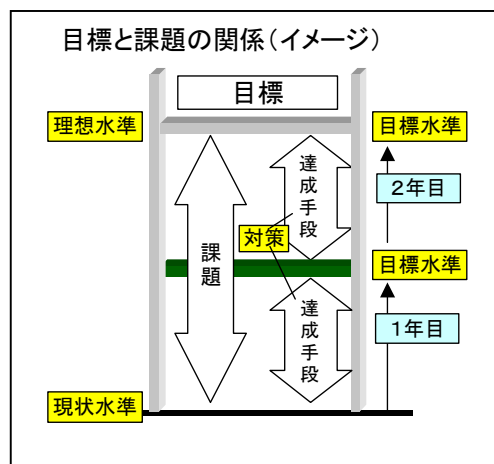 目標と課題の関係(イメージ)
目標
理想水準
目標水準
達成手段
2年目
対策
課題
目標水準
達成手段
1年目
現状水準